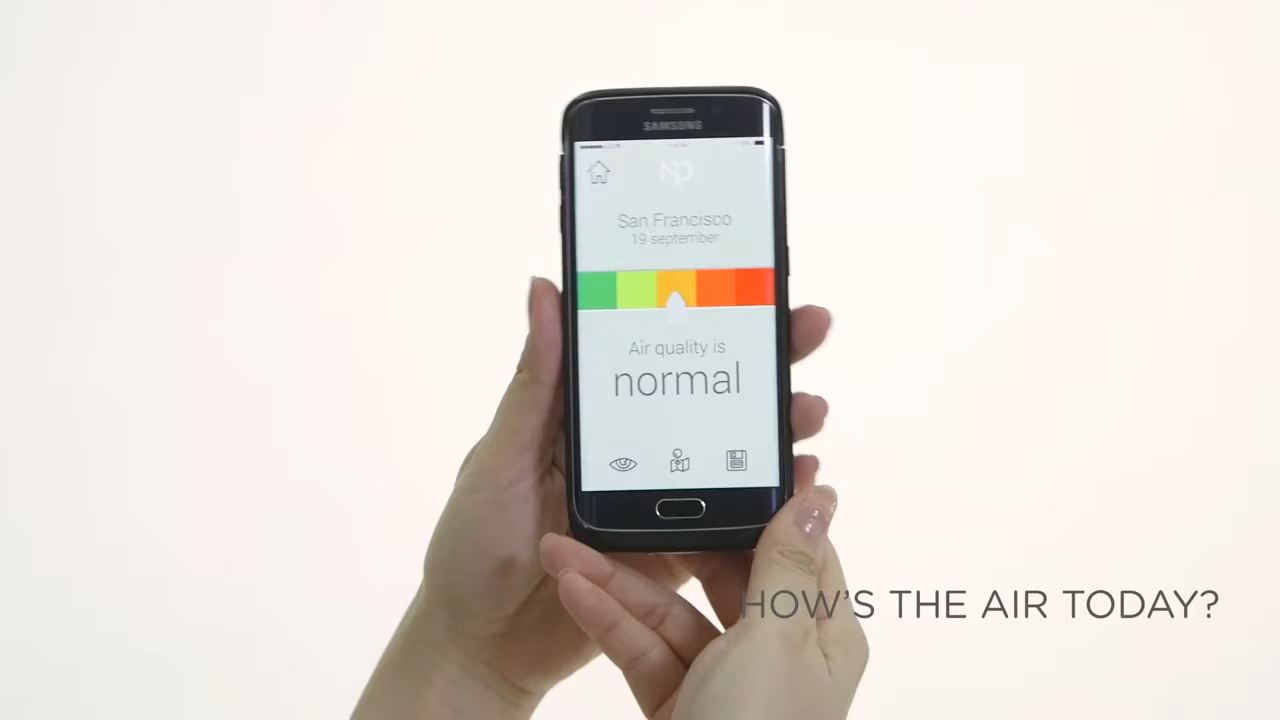 SAMSUNG
San Francisco
19 september
Air quality is
normal
HOW'S THE AIR TODAY?